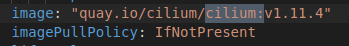 image: "quay.io/cilium/cilium:v1.11.4"
imagePullPolicy: IfNotPresent